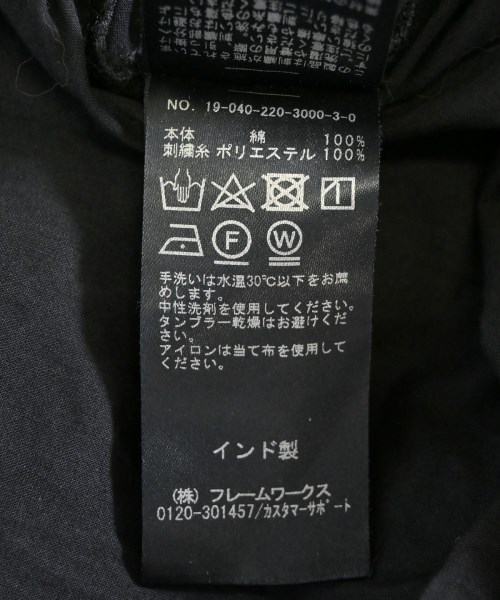 NO. 19-040-220-3000-3-0
本体 綿 100%
刺繍糸 ポリエステル 100%
F W
手洗いは水温30℃以下をお薦
めします。
中性洗剤を使用してください。
タンブラー乾燥はお避けくだ
さい。
アイロンは当て布を使用して
ください。
インド製
(株) フレームワークス
0120-301457/カスタマーサポート